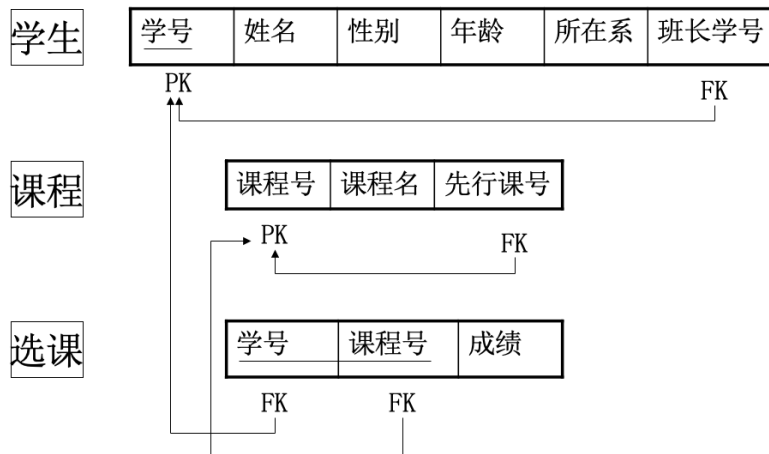 学生 学号 姓名 性别 年龄 所在系 班长学号
PK FK
课程 课程号 课程名 先行课号
PK FK
选课 学号 课程号 成绩
FK FK